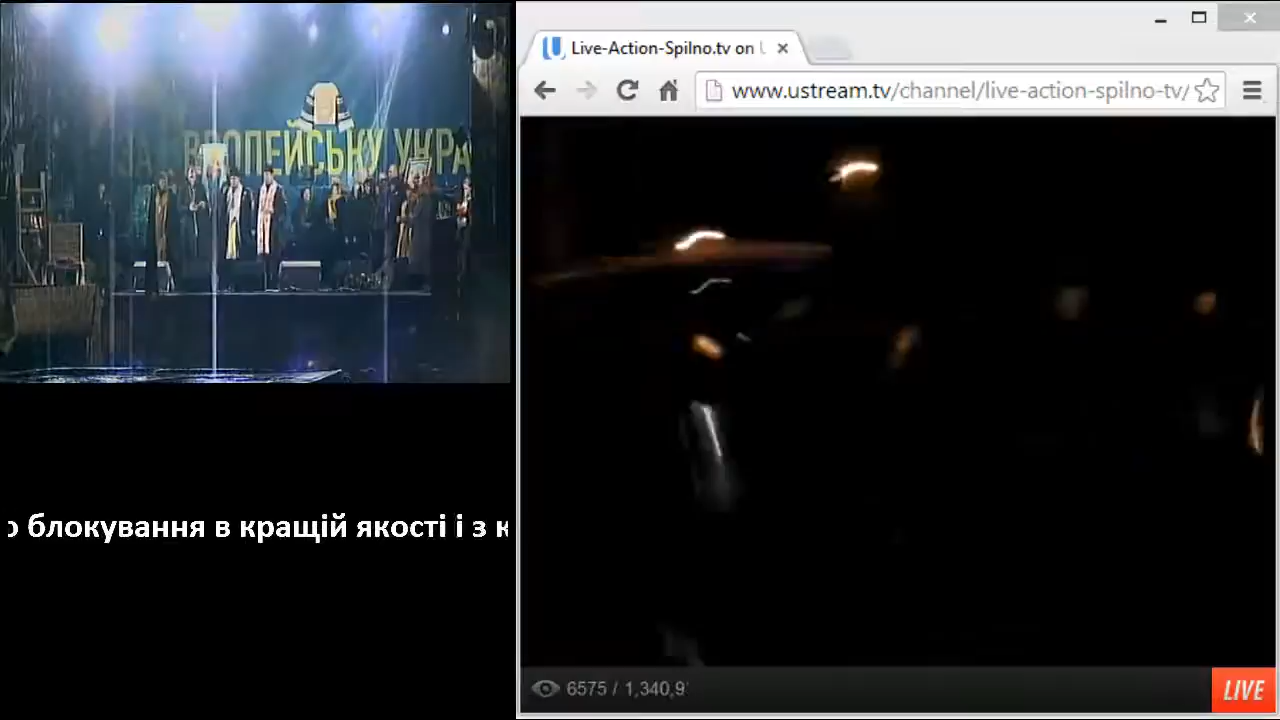 ЗА ЄВРОПЕЙСЬКУ УКРА
о блокування в кращій якості і з к
Live-Action-Spilno.tv on U
www.ustream.tv/channel/live-action-spilno-tv/
6575 / 1,340,9
LIVE